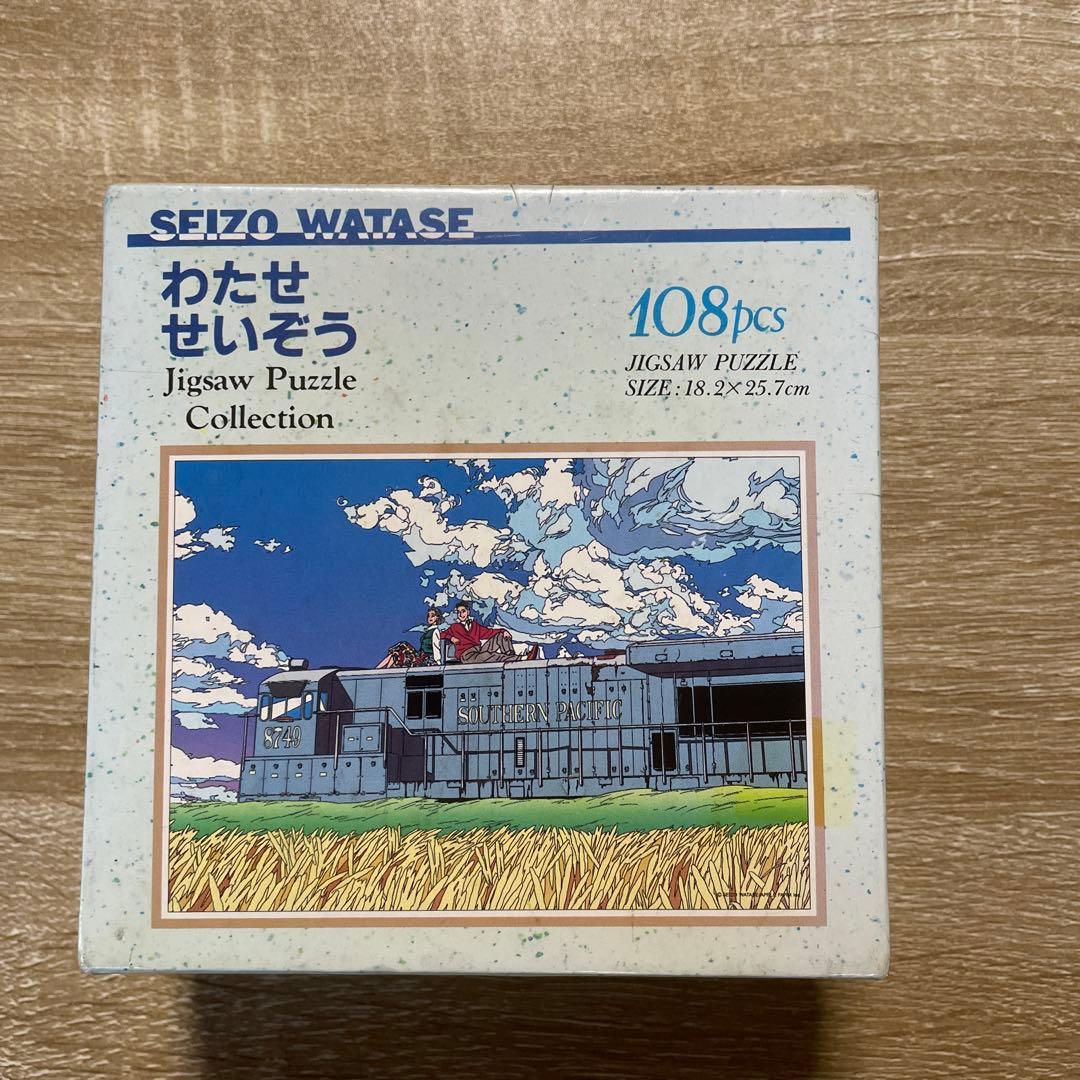 SEIZO WATASE
わたせ
せいぞう
Jigsaw Puzzle
Collection
108pcs
JIGSAW PUZZLE
SIZE:18.2×25.7cm
SOUTHERN PACIFIC
8749